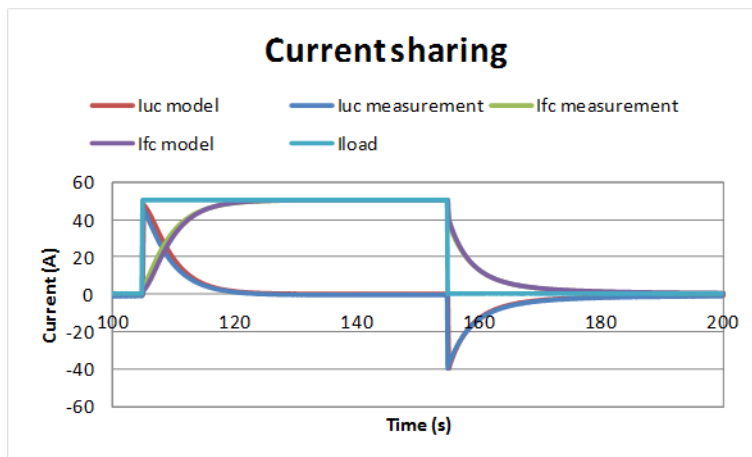 Current sharing
Iuc model Iuc measurement Ifc measurement
Ifc model Iload
60
40
20
0
-20
-40
-60
100 120 140 160 180 200
Current (A)
Time (s)